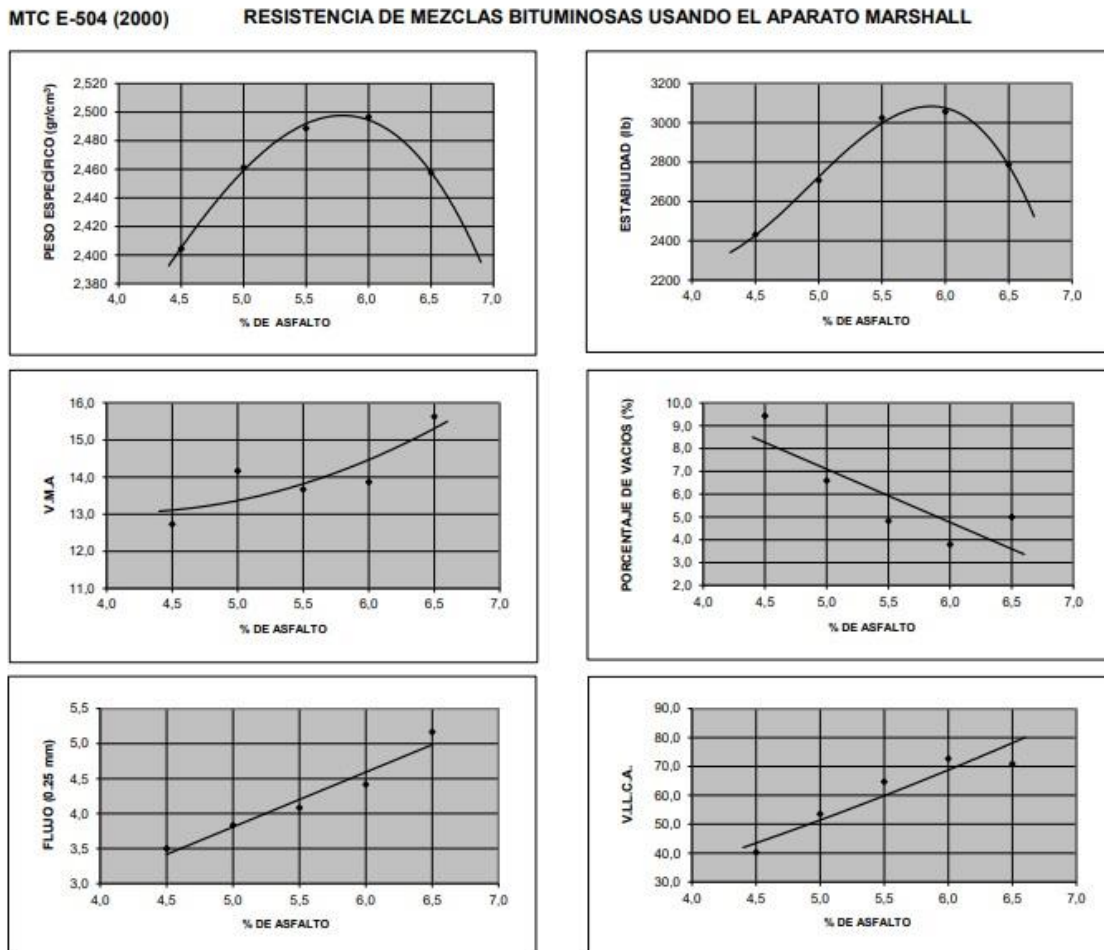 MTC E-504 (2000) RESISTENCIA DE MEZCLAS BITUMINOSAS USANDO EL APARATO MARSHALL
PESO ESPECÍFICO (gr/cm³)
2,520
2,500
2,480
2,460
2,440
2,420
2,400
2,380
4,0 4,5 5,0 5,5 6,0 6,5 7,0
% DE ASFALTO
ESTABILIDAD (lb)
3200
3000
2800
2600
2400
2200
4,0 4,5 5,0 5,5 6,0 6,5 7,0
% DE ASFALTO
V.M.A
16,0
15,0
14,0
13,0
12,0
11,0
4,0 4,5 5,0 5,5 6,0 6,5 7,0
% DE ASFALTO
PORCENTAJE DE VACIOS (%)
10,0
9,0
8,0
7,0
6,0
5,0
4,0
3,0
2,0
4,0 4,5 5,0 5,5 6,0 6,5 7,0
% DE ASFALTO
FLUJO (0.25 mm)
5,5
5,0
4,5
4,0
3,5
3,0
4,0 4,5 5,0 5,5 6,0 6,5 7,0
% DE ASFALTO
V.LL.C.A.
90,0
80,0
70,0
60,0
50,0
40,0
30,0
4,0 4,5 5,0 5,5 6,0 6,5 7,0
% DE ASFALTO